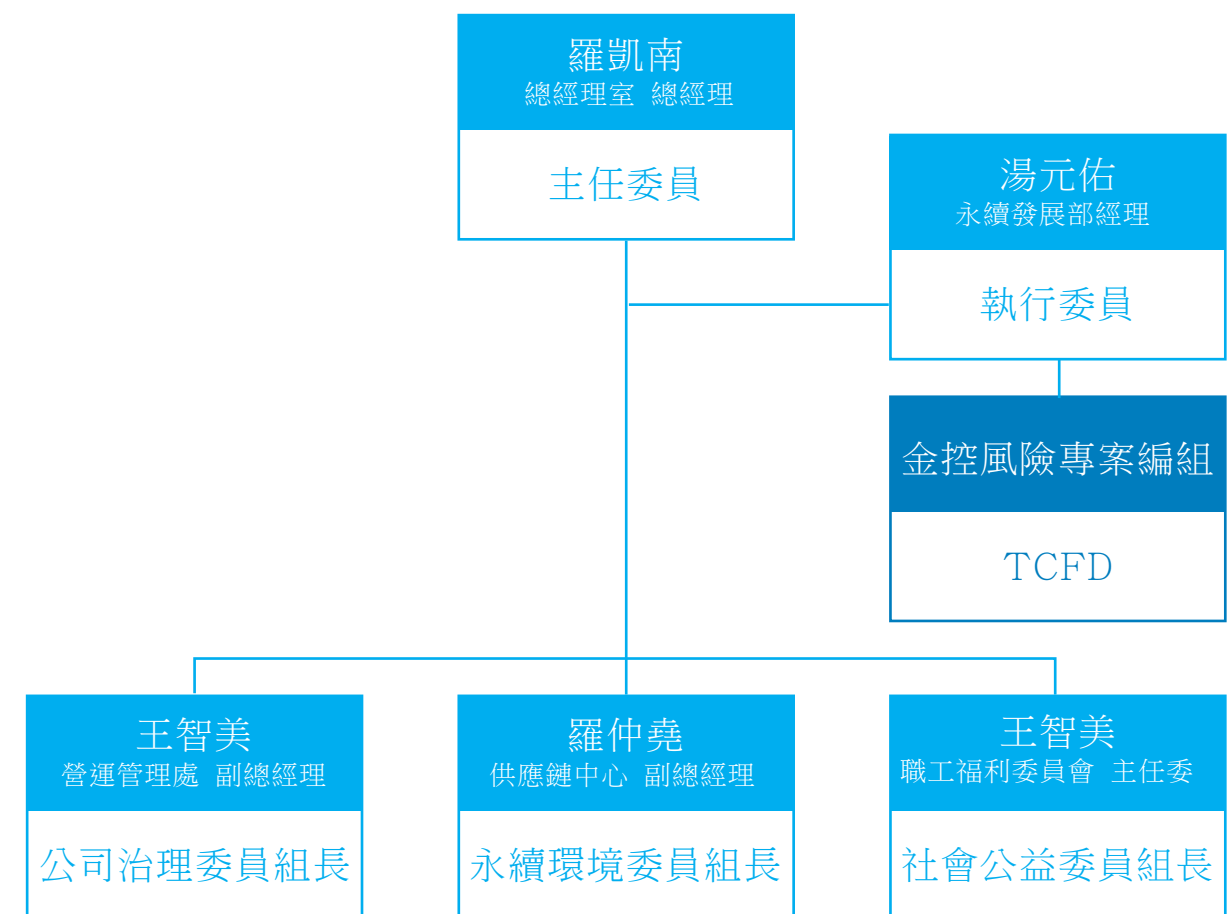 羅凱南
總經理室 總經理
主任委員
湯元佑
永續發展部經理
執行委員
金控風險專案編組
TCFD
王智美
營運管理處 副總經理
公司治理委員組長
羅仲堯
供應鏈中心 副總經理
永續環境委員組長
王智美
職工福利委員會 主任委
社會公益委員組長